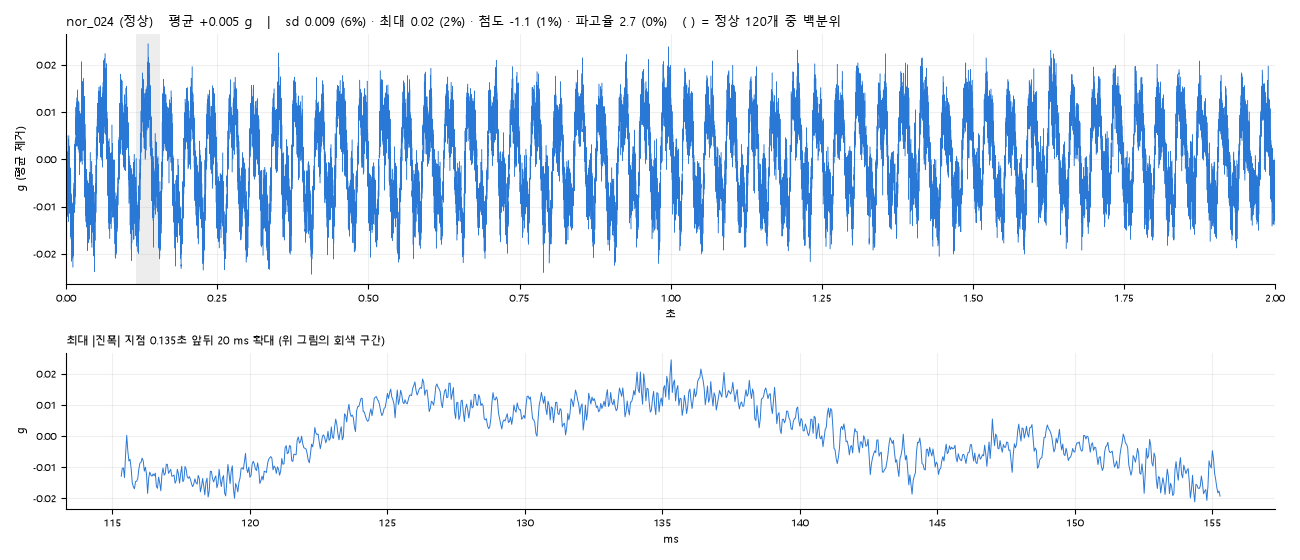 nor_024 (정상) 평균 +0.005 g | sd 0.009 (6%) · 최대 0.02 (2%) · 첨도 -1.1 (1%) · 파고율 2.7 (0%) ( ) = 정상 120개 중 백분위
g (평균 제거)
0.02
0.01
0.00
-0.01
-0.02
0.00 0.25 0.50 0.75 1.00 1.25 1.50 1.75 2.00
초
최대 |진폭| 지점 0.135초 앞뒤 20 ms 확대 (위 그림의 회색 구간)
g
0.02
0.01
0.00
-0.01
-0.02
115 120 125 130 135 140 145 150 155
ms